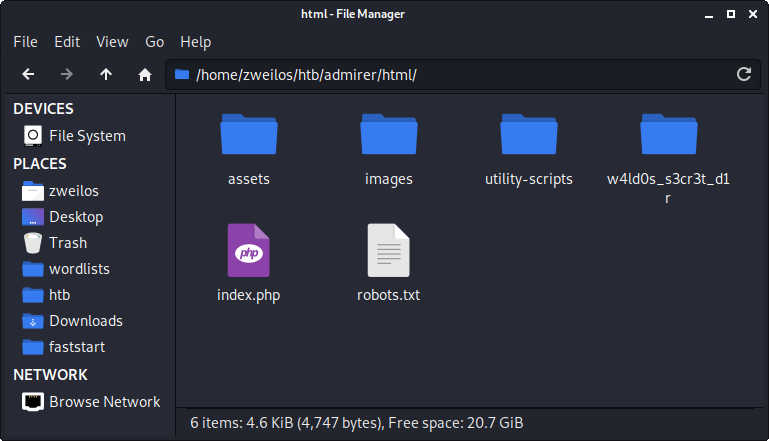 html - File Manager
File Edit View Go Help
/home/zweilos/htb/admirer/html/
DEVICES
File System
PLACES
zweilos
Desktop
Trash
wordlists
htb
Downloads
faststart
NETWORK
Browse Network
assets images utility-scripts w4ld0s_s3cr3t_d1
r
php
index.php robots.txt
6 items: 4.6 KiB (4,747 bytes), Free space: 20.7 GiB